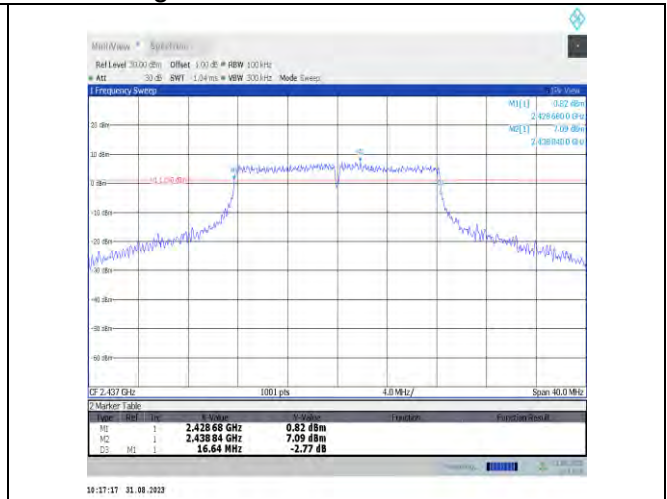 MultiView Spectrum
Ref Level 30.00 dBm Offset 1.00 dB RBW 100 kHz
Att 30 dB SWT 1.04 ms VBW 300 kHz Mode Sweep
1 Frequency Sweep
M1[1] 0.82 dBm
2.428 680 0 GHz
M2[1] 7.09 dBm
2.438 840 0 GHz
20 dBm
10 dBm
0 dBm
-10 dBm
-20 dBm
-30 dBm
-40 dBm
-50 dBm
-60 dBm
CF 2.437 GHz 1001 pts 4.0 MHz/ Span 40.0 MHz
2 Marker Table
Type Ref Trc X-Value Y-Value Function Function Result
M1 1 2.428 68 GHz 0.82 dBm
M2 1 2.438 84 GHz 7.09 dBm
D3 M1 1 16.64 MHz -2.77 dB
10:17:17 31.08.2023